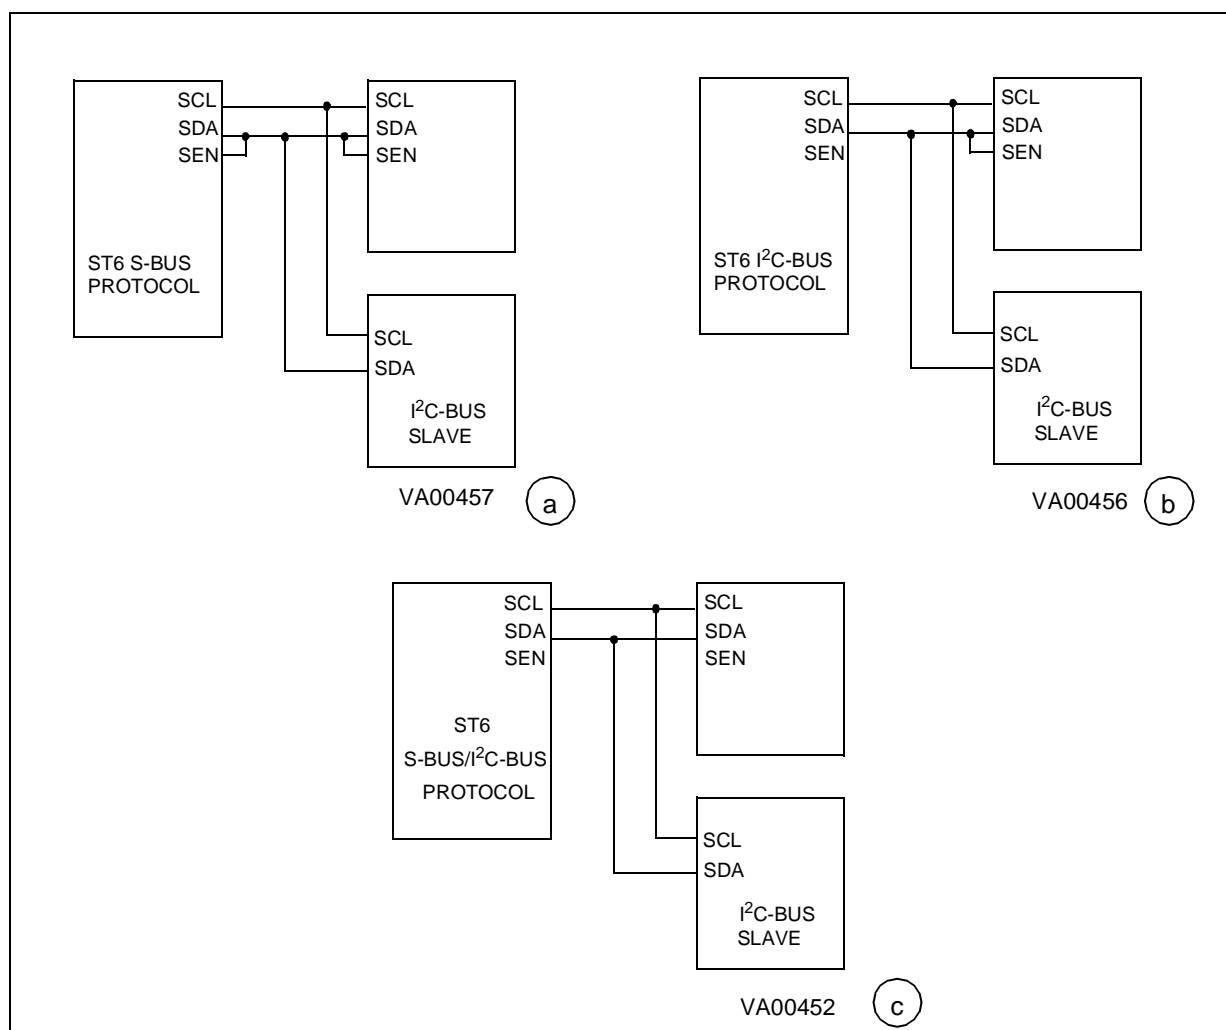 SCL
SDA
SEN
ST6 S-BUS
PROTOCOL
SCL
SDA
SEN
SCL
SDA
I²C-BUS
SLAVE
VA00457
a
SCL
SDA
SEN
ST6 I²C-BUS
PROTOCOL
SCL
SDA
SEN
SCL
SDA
I²C-BUS
SLAVE
VA00456
b
SCL
SDA
SEN
ST6
S-BUS/I²C-BUS
PROTOCOL
SCL
SDA
SEN
SCL
SDA
I²C-BUS
SLAVE
VA00452
c